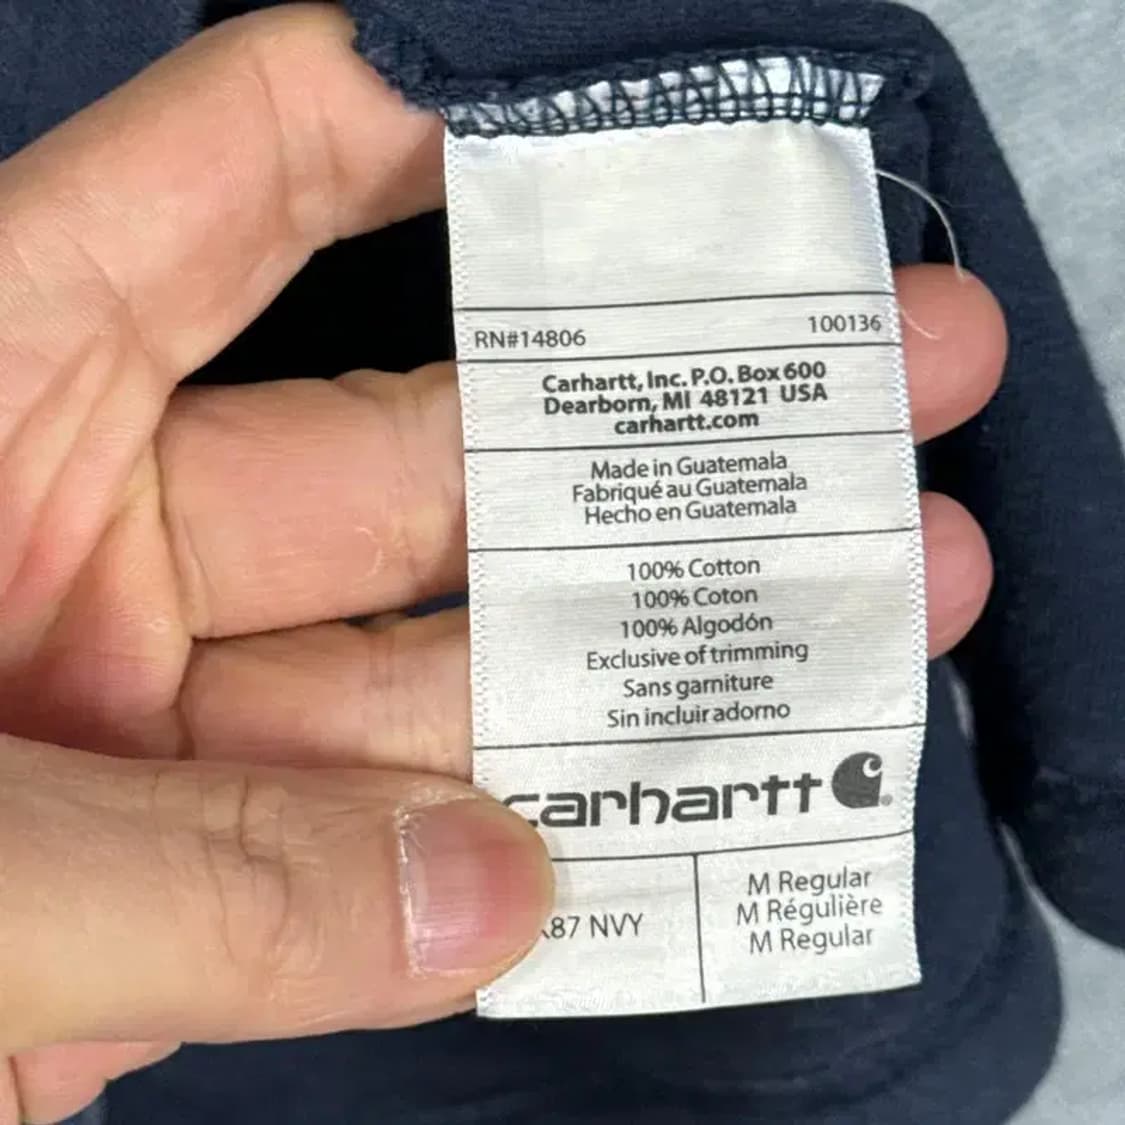 RN#14806 100136
Carhartt, Inc. P.O. Box 600
Dearborn, MI 48121 USA
carhartt.com
Made in Guatemala
Fabriqué au Guatemala
Hecho en Guatemala
100% Cotton
100% Coton
100% Algodón
Exclusive of trimming
Sans garniture
Sin incluir adorno
carhartt
87 NVY
M Regular
M Régulière
M Regular